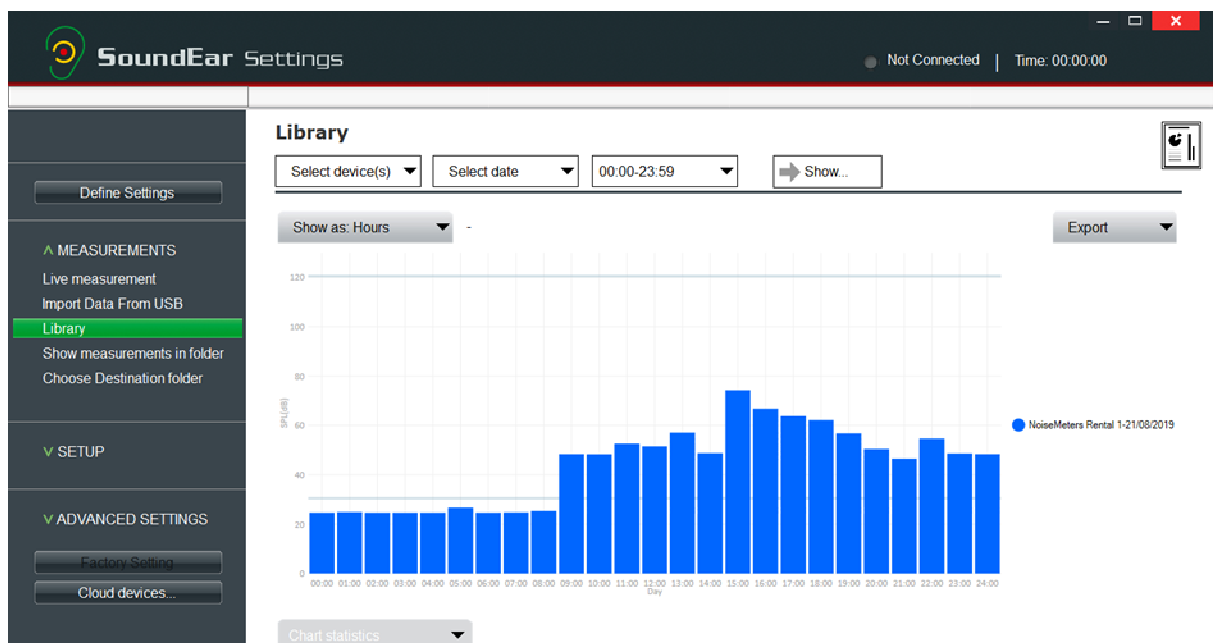 SoundEar Settings
Not Connected | Time: 00:00:00
Library
Select device(s)
Select date
00:00-23:59
Show...
Define Settings
Show as: Hours
-
Export
∧ MEASUREMENTS
Live measurement
Import Data From USB
Library
Show measurements in folder
Choose Destination folder
∨ SETUP
∨ ADVANCED SETTINGS
Factory Setting
Cloud devices...
120
100
80
60
40
20
0
SPL(dB)
00:00 01:00 02:00 03:00 04:00 05:00 06:00 07:00 08:00 09:00 10:00 11:00 12:00 13:00 14:00 15:00 16:00 17:00 18:00 19:00 20:00 21:00 22:00 23:00 24:00
Day
NoiseMeters Rental 1-21/08/2019
Chart statistics